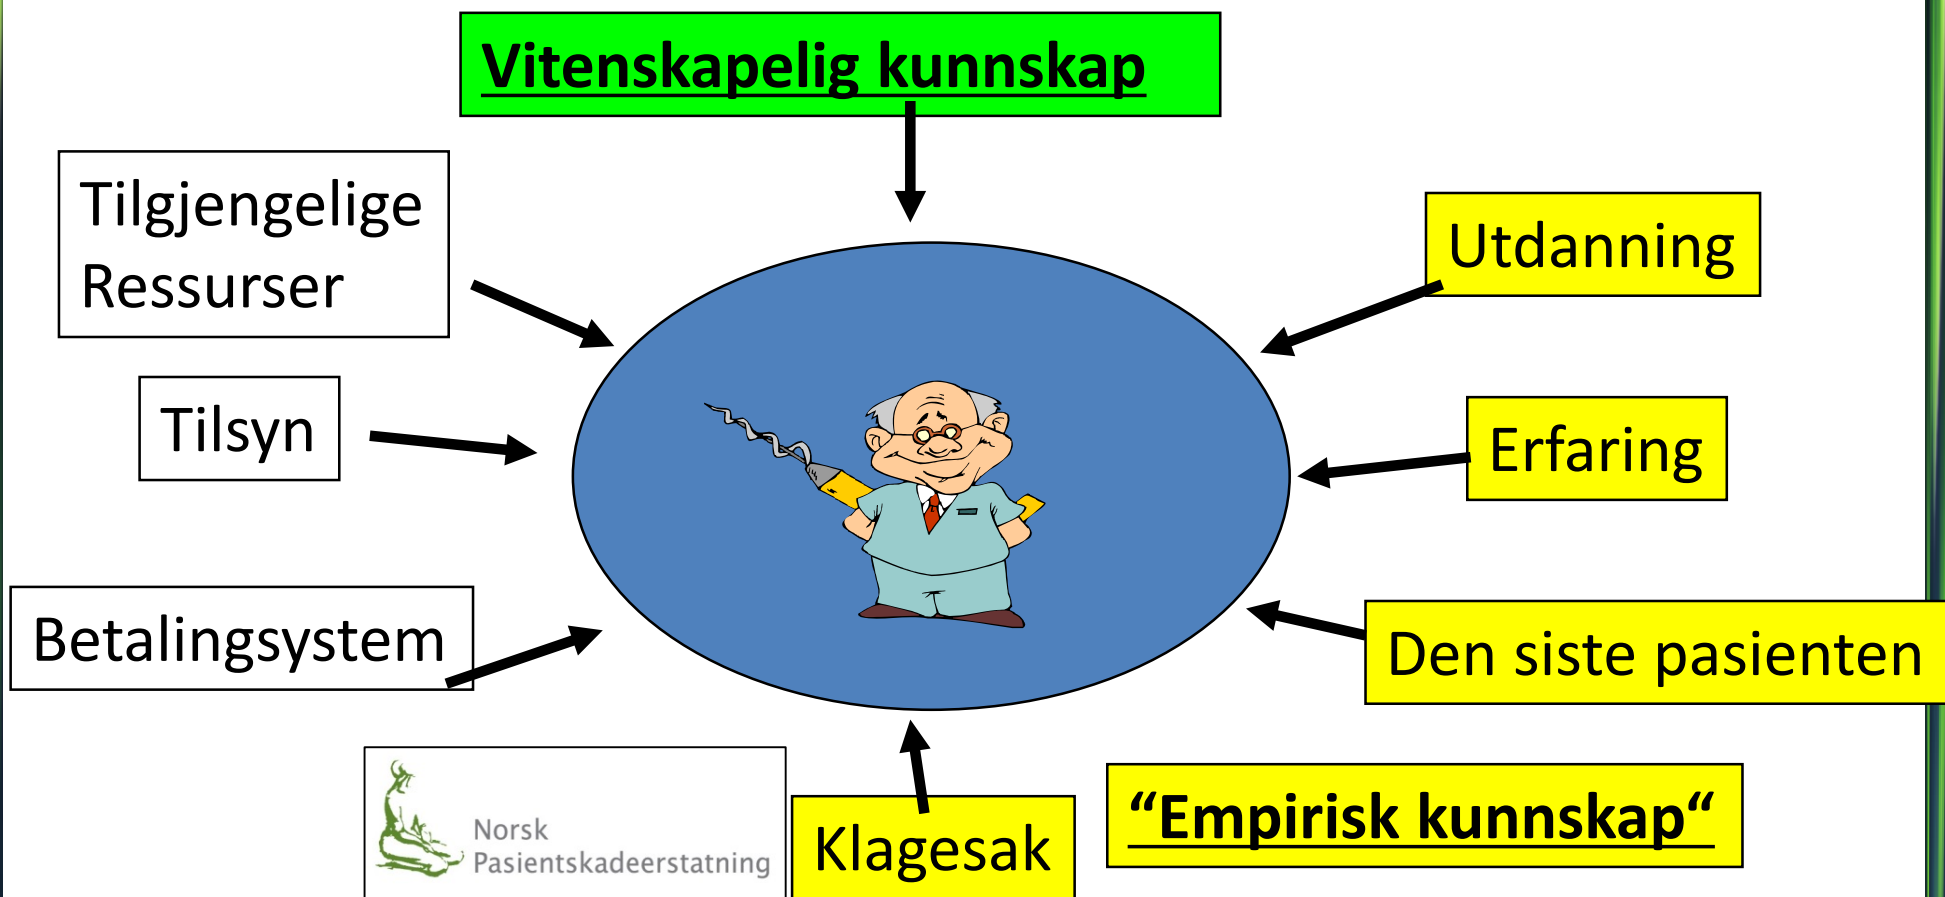 Vitenskapelig kunnskap
Tilgjengelige
Ressurser
Utdanning
Tilsyn
Erfaring
Betalingsystem
Den siste pasienten
Norsk
Pasientskadeerstatning
Klagesak
“Empirisk kunnskap“